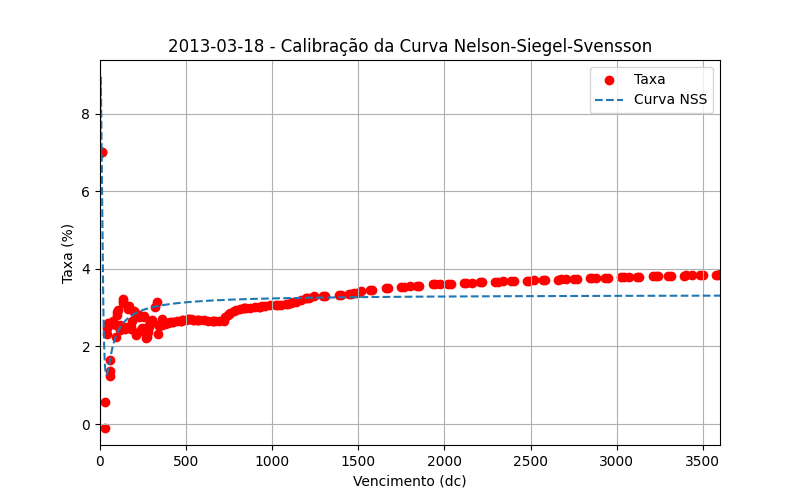 2013-03-18 - Calibração da Curva Nelson-Siegel-Svensson
Taxa
Curva NSS
Taxa (%)
8
6
4
2
0
0 500 1000 1500 2000 2500 3000 3500
Vencimento (dc)